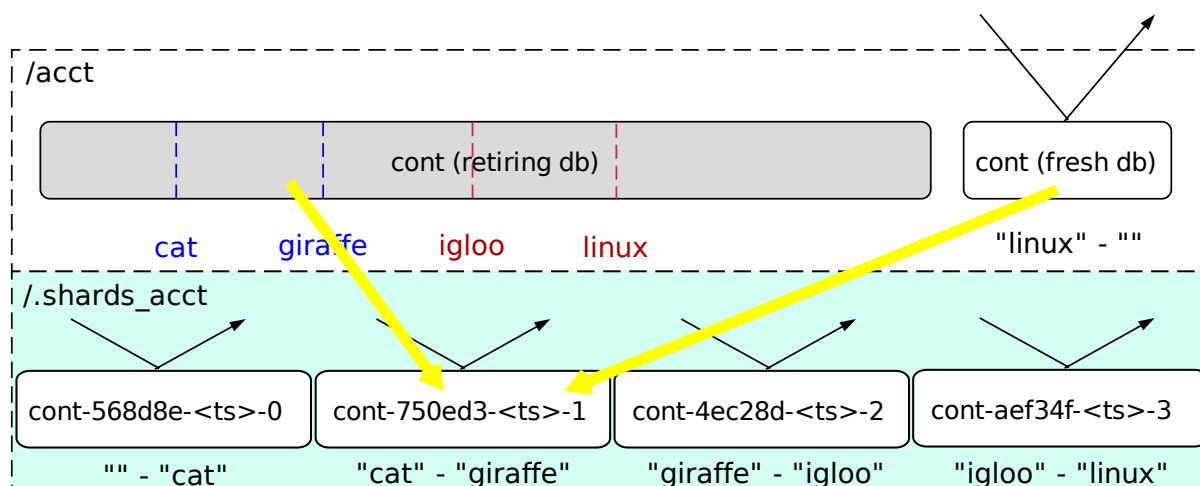 /acct
cont (retiring db)
cont (fresh db)
cat
giraffe
igloo
linux
"linux" - ""
/.shards_acct
cont-568d8e-<ts>-0
cont-750ed3-<ts>-1
cont-4ec28d-<ts>-2
cont-aef34f-<ts>-3
"" - "cat"
"cat" - "giraffe"
"giraffe" - "igloo"
"igloo" - "linux"